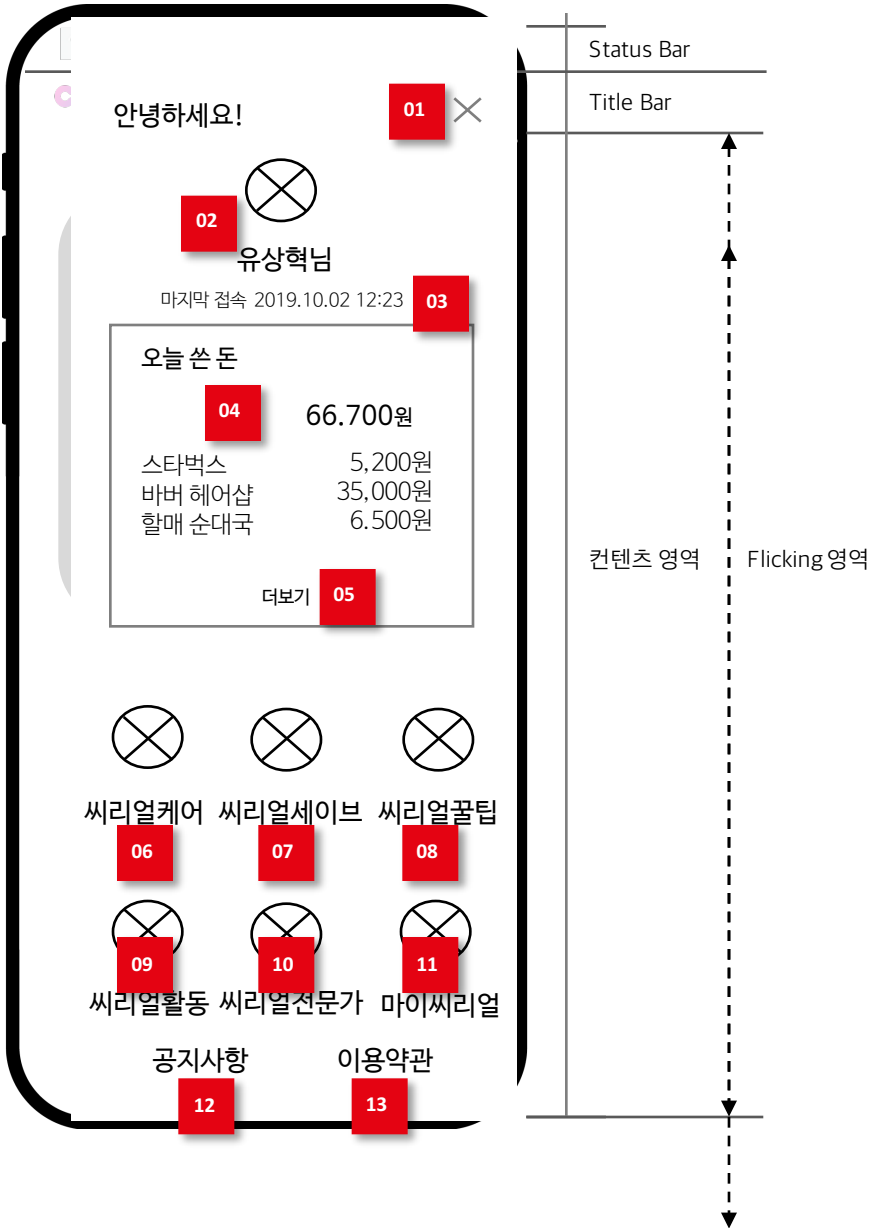 Status Bar
Title Bar
안녕하세요!
01
02
유상혁님
마지막 접속 2019.10.02 12:23
03
오늘 쓴 돈
04
66.700원
스타벅스 5,200원
바버 헤어샵 35,000원
할매 순대국 6.500원
컨텐츠 영역
Flicking 영역
더보기
05
씨리얼케어 씨리얼세이브 씨리얼꿀팁
06 07 08
09 10 11
씨리얼활동 씨리얼전문가 마이씨리얼
공지사항 이용약관
12 13